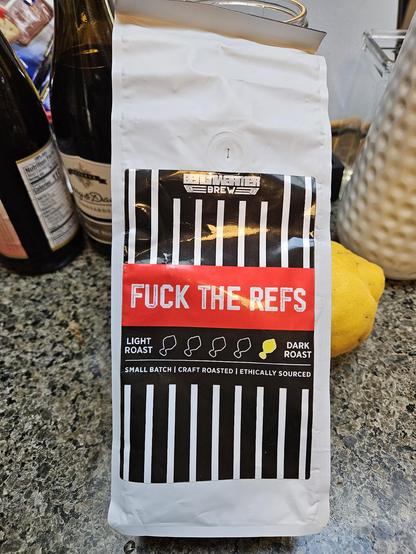 BENCHWARMER
BREW
FUCK THE REFS
LIGHT
ROAST
DARK
ROAST
SMALL BATCH | CRAFT ROASTED | ETHICALLY SOURCED